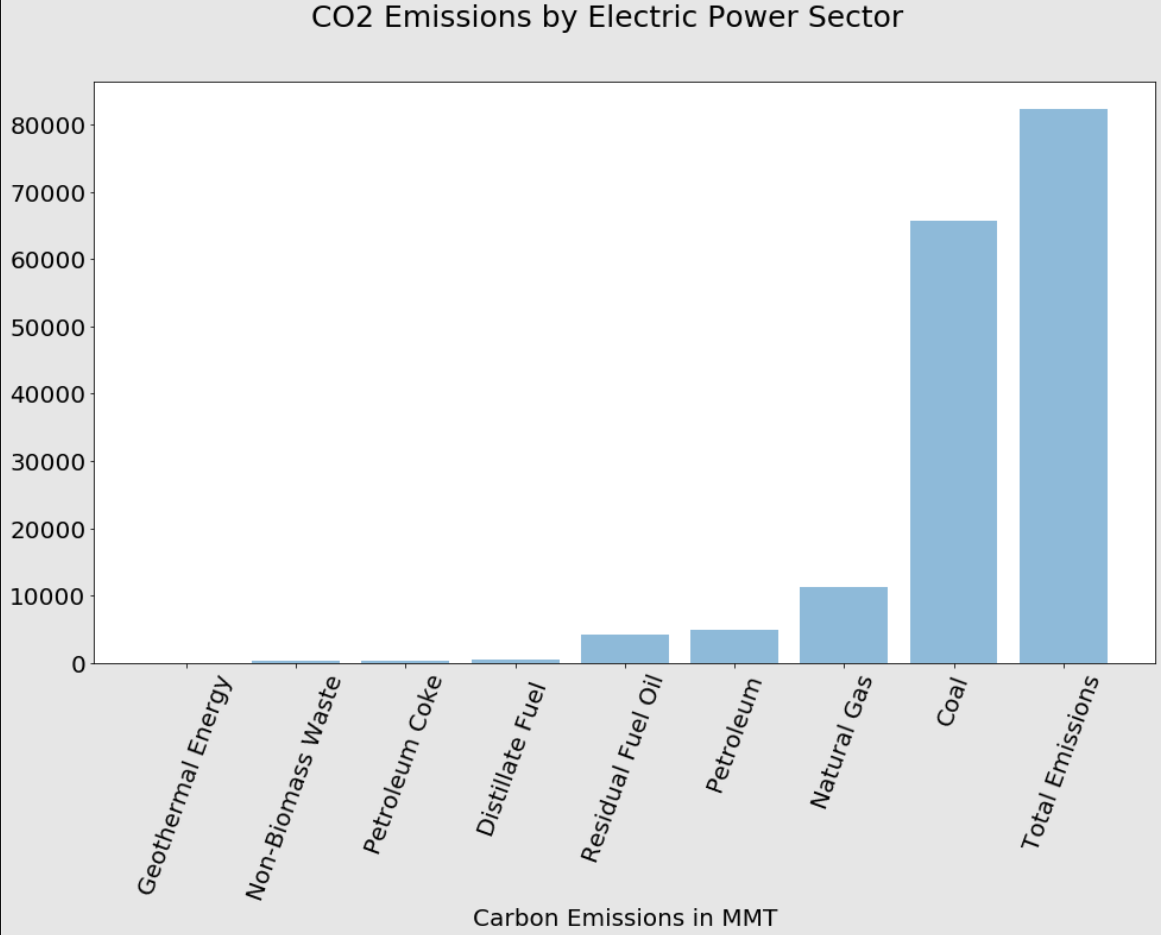 CO2 Emissions by Electric Power Sector
80000
70000
60000
50000
40000
30000
20000
10000
0
Geothermal Energy
Non-Biomass Waste
Petroleum Coke
Distillate Fuel
Residual Fuel Oil
Petroleum
Natural Gas
Coal
Total Emissions
Carbon Emissions in MMT